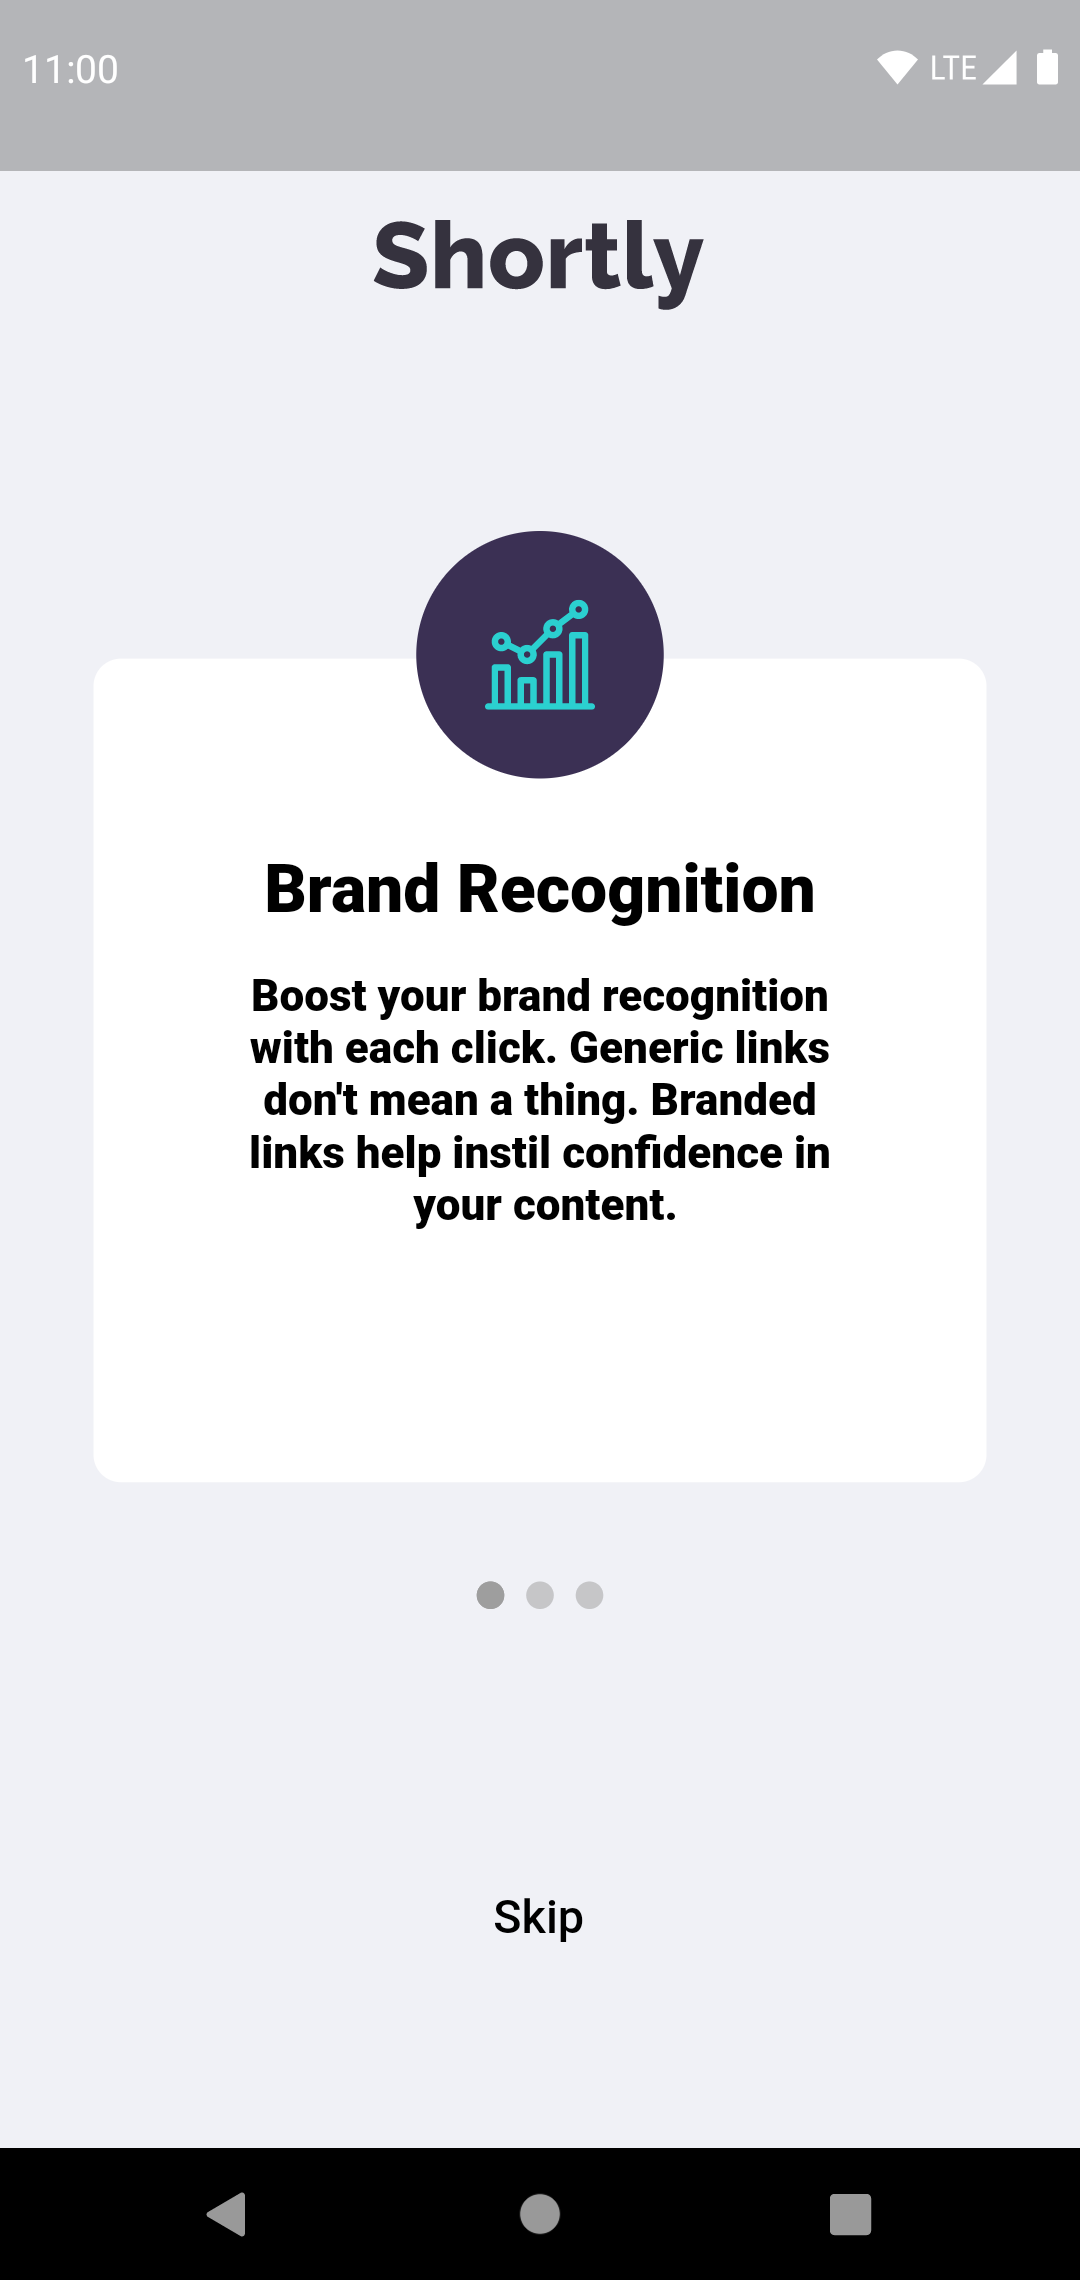 11:00
LTE
Shortly
Brand Recognition
Boost your brand recognition
with each click. Generic links
don't mean a thing. Branded
links help instil confidence in
your content.
Skip